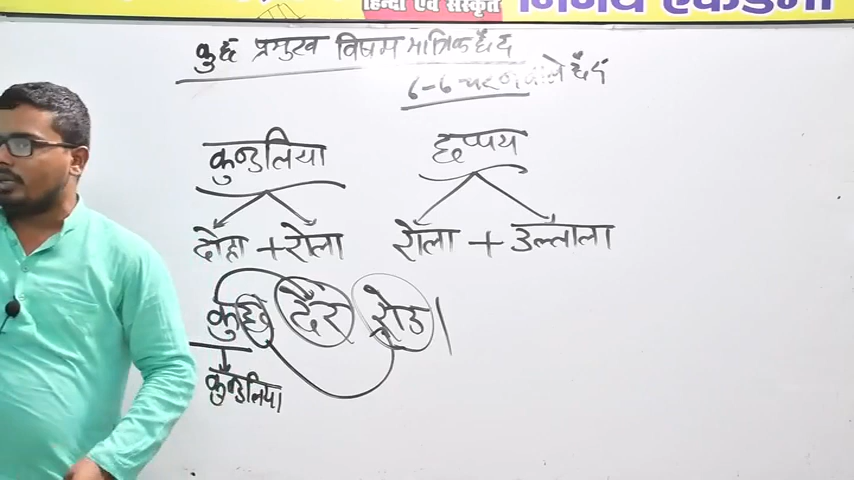 हिन्दी एवं संस्कृत
कुछ प्रमुख विषम मात्रिक छंद
6-6 चरण वाले छंद
कुन्डलिया छप्पय
दोहा + रोला रोला + उल्लाला
कुछ देर रोउ।
कुन्डलिया